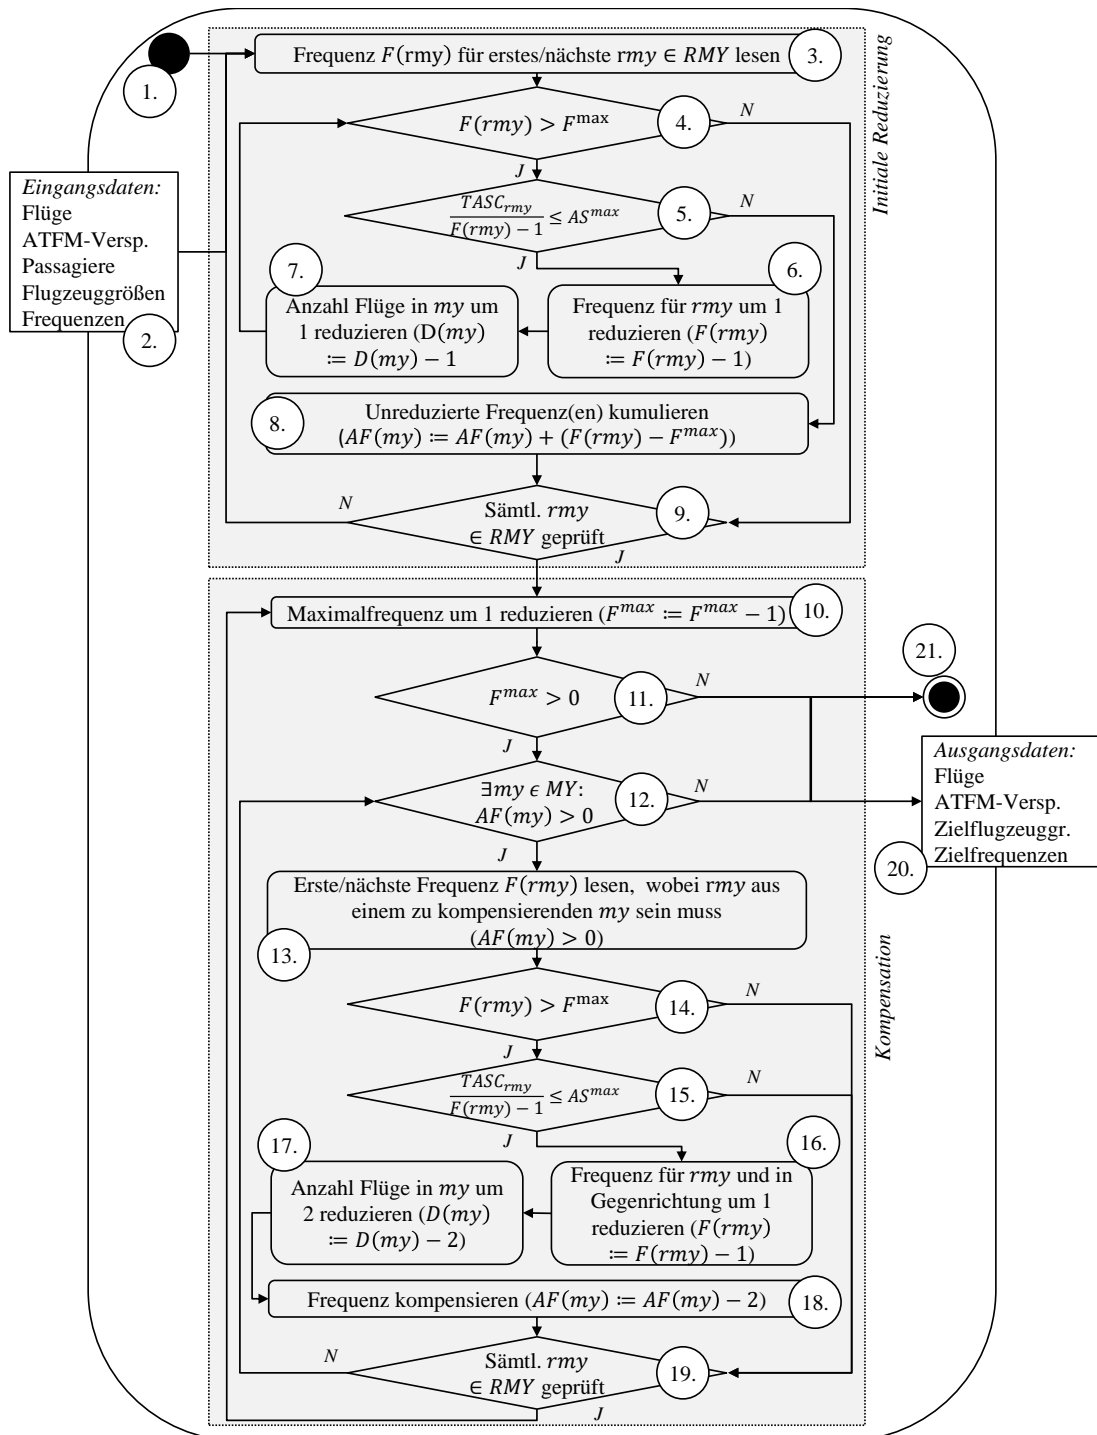 Initiale Reduzierung
1.
Frequenz F(rmy) für erstes/nächste rmy ∈ RMY lesen
3.
F(rmy) > F^max
4.
N
J
Eingangsdaten:
Flüge
ATFM-Versp.
Passagiere
Flugzeuggrößen
Frequenzen
2.
TASC_rmy / F(rmy) − 1 ≤ AS^max
5.
N
J
7.
Anzahl Flüge in my um
1 reduzieren (D(my)
:= D(my) − 1
6.
Frequenz für rmy um 1
reduzieren (F(rmy)
:= F(rmy) − 1)
8.
Unreduzierte Frequenz(en) kumulieren
(AF(my) := AF(my) + (F(rmy) − F^max))
N
Sämtl. rmy
∈ RMY geprüft
9.
J
Maximalfrequenz um 1 reduzieren (F^max := F^max − 1)
10.
F^max > 0
11.
N
J
21.
∃my ϵ MY:
AF(my) > 0
12.
N
J
Ausgangsdaten:
Flüge
ATFM-Versp.
Zielflugzeuggr.
Zielfrequenzen
20.
Erste/nächste Frequenz F(rmy) lesen, wobei rmy aus
einem zu kompensierenden my sein muss
(AF(my) > 0)
13.
Kompensation
F(rmy) > F^max
14.
N
J
TASC_rmy / F(rmy) − 1 ≤ AS^max
15.
N
J
17.
Anzahl Flüge in my um
2 reduzieren (D(my)
:= D(my) − 2)
16.
Frequenz für rmy und in
Gegenrichtung um 1
reduzieren (F(rmy)
:= F(rmy) − 1)
Frequenz kompensieren (AF(my) := AF(my) − 2)
18.
N
Sämtl. rmy
∈ RMY geprüft
19.
J